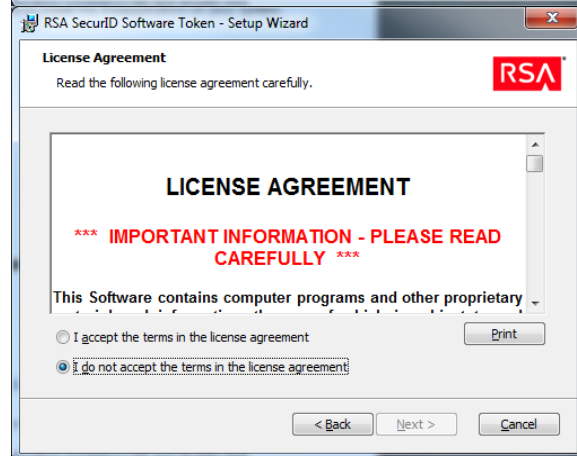 RSA SecurID Software Token - Setup Wizard
License Agreement
Read the following license agreement carefully.
RSA
LICENSE AGREEMENT
*** IMPORTANT INFORMATION - PLEASE READ
CAREFULLY ***
This Software contains computer programs and other proprietary
I accept the terms in the license agreement
Print
I do not accept the terms in the license agreement
< Back
Next >
Cancel